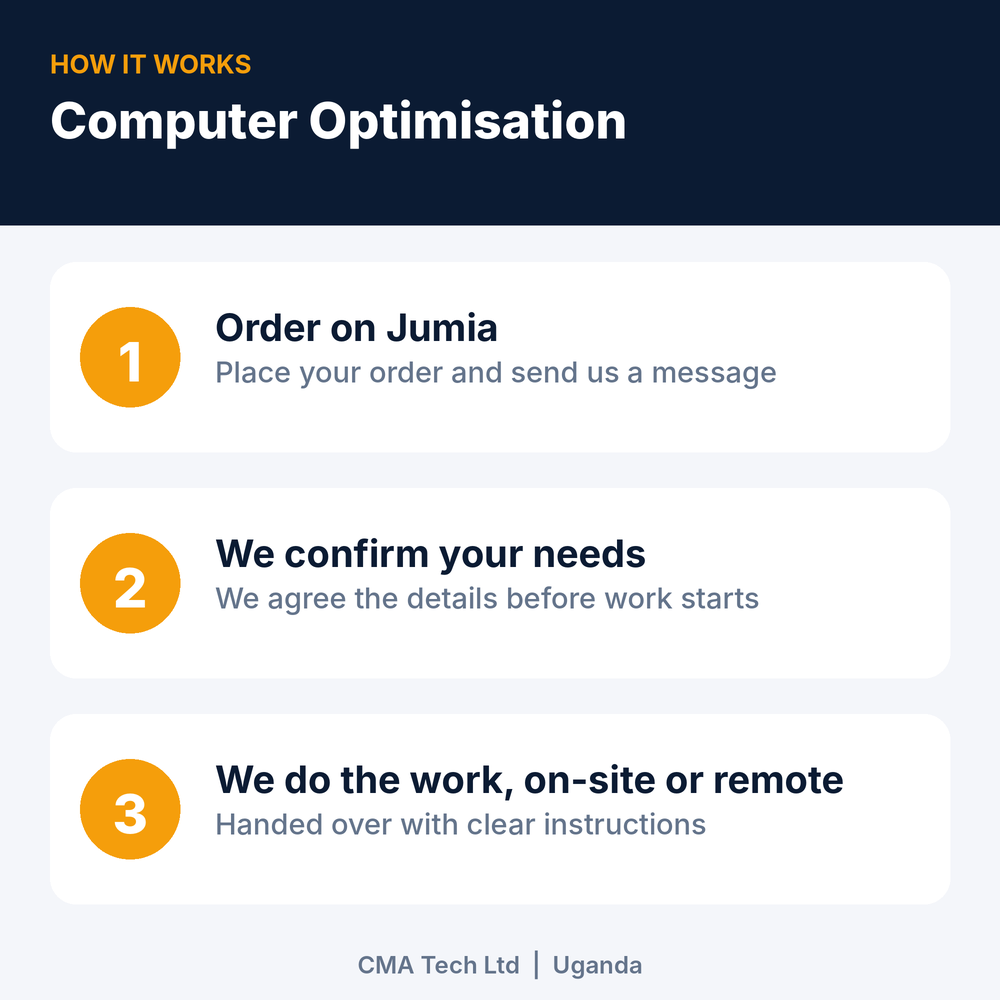 HOW IT WORKS
Computer Optimisation
1
Order on Jumia
Place your order and send us a message
2
We confirm your needs
We agree the details before work starts
3
We do the work, on-site or remote
Handed over with clear instructions
CMA Tech Ltd | Uganda